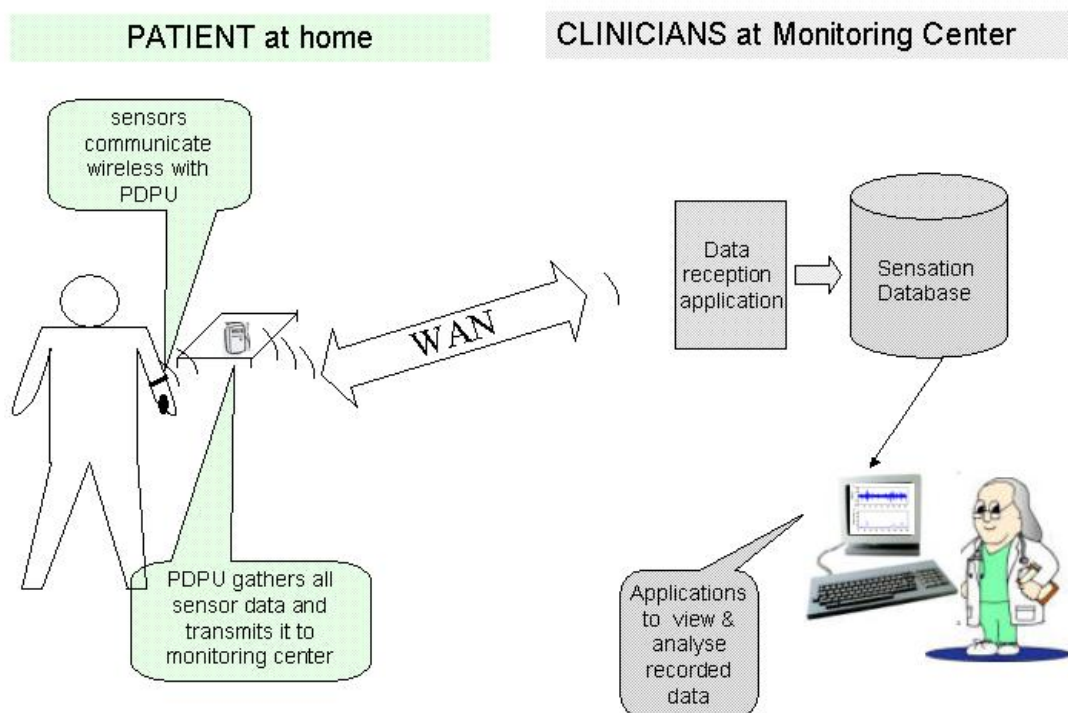 PATIENT at home
CLINICIANS at Monitoring Center
sensors
communicate
wireless with
PDPU
Data
reception
application
Sensation
Database
WAN
PDPU gathers all
sensor data and
transmits it to
monitoring center
Applications
to view &
analyse
recorded
data